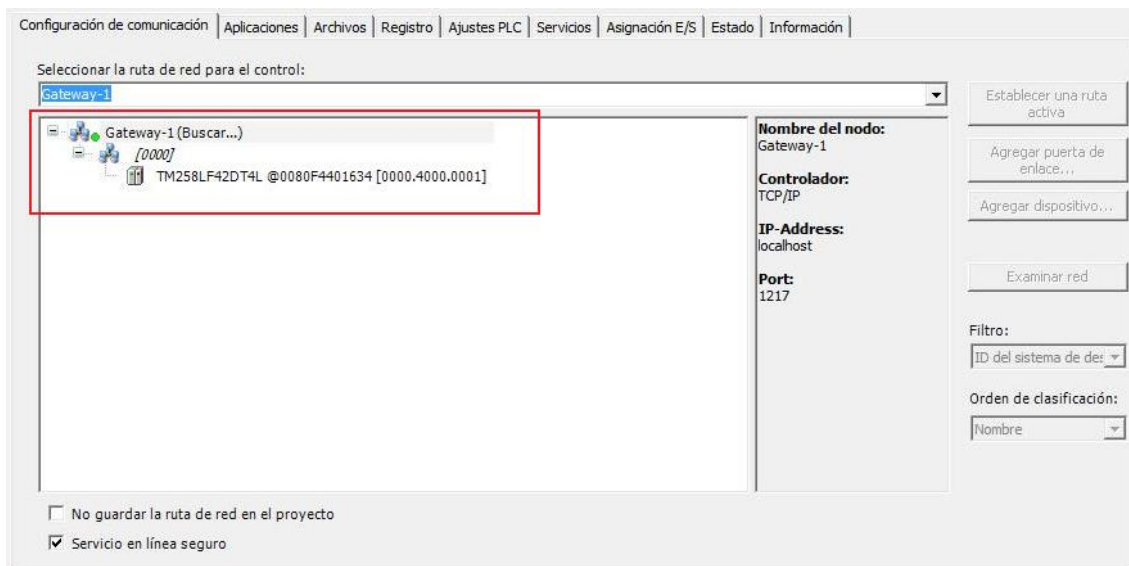 Configuración de comunicación Aplicaciones Archivos Registro Ajustes PLC Servicios Asignación E/S Estado Información
Seleccionar la ruta de red para el control:
Gateway-1
Gateway-1 (Buscar...)
[0000]
TM258LF42DT4L @0080F4401634 [0000.4000.0001]
Nombre del nodo:
Gateway-1
Controlador:
TCP/IP
IP-Address:
localhost
Port:
1217
Establecer una ruta
activa
Agregar puerta de
enlace...
Agregar dispositivo...
Examinar red
Filtro:
ID del sistema de des
Orden de clasificación:
Nombre
No guardar la ruta de red en el proyecto
Servicio en línea seguro